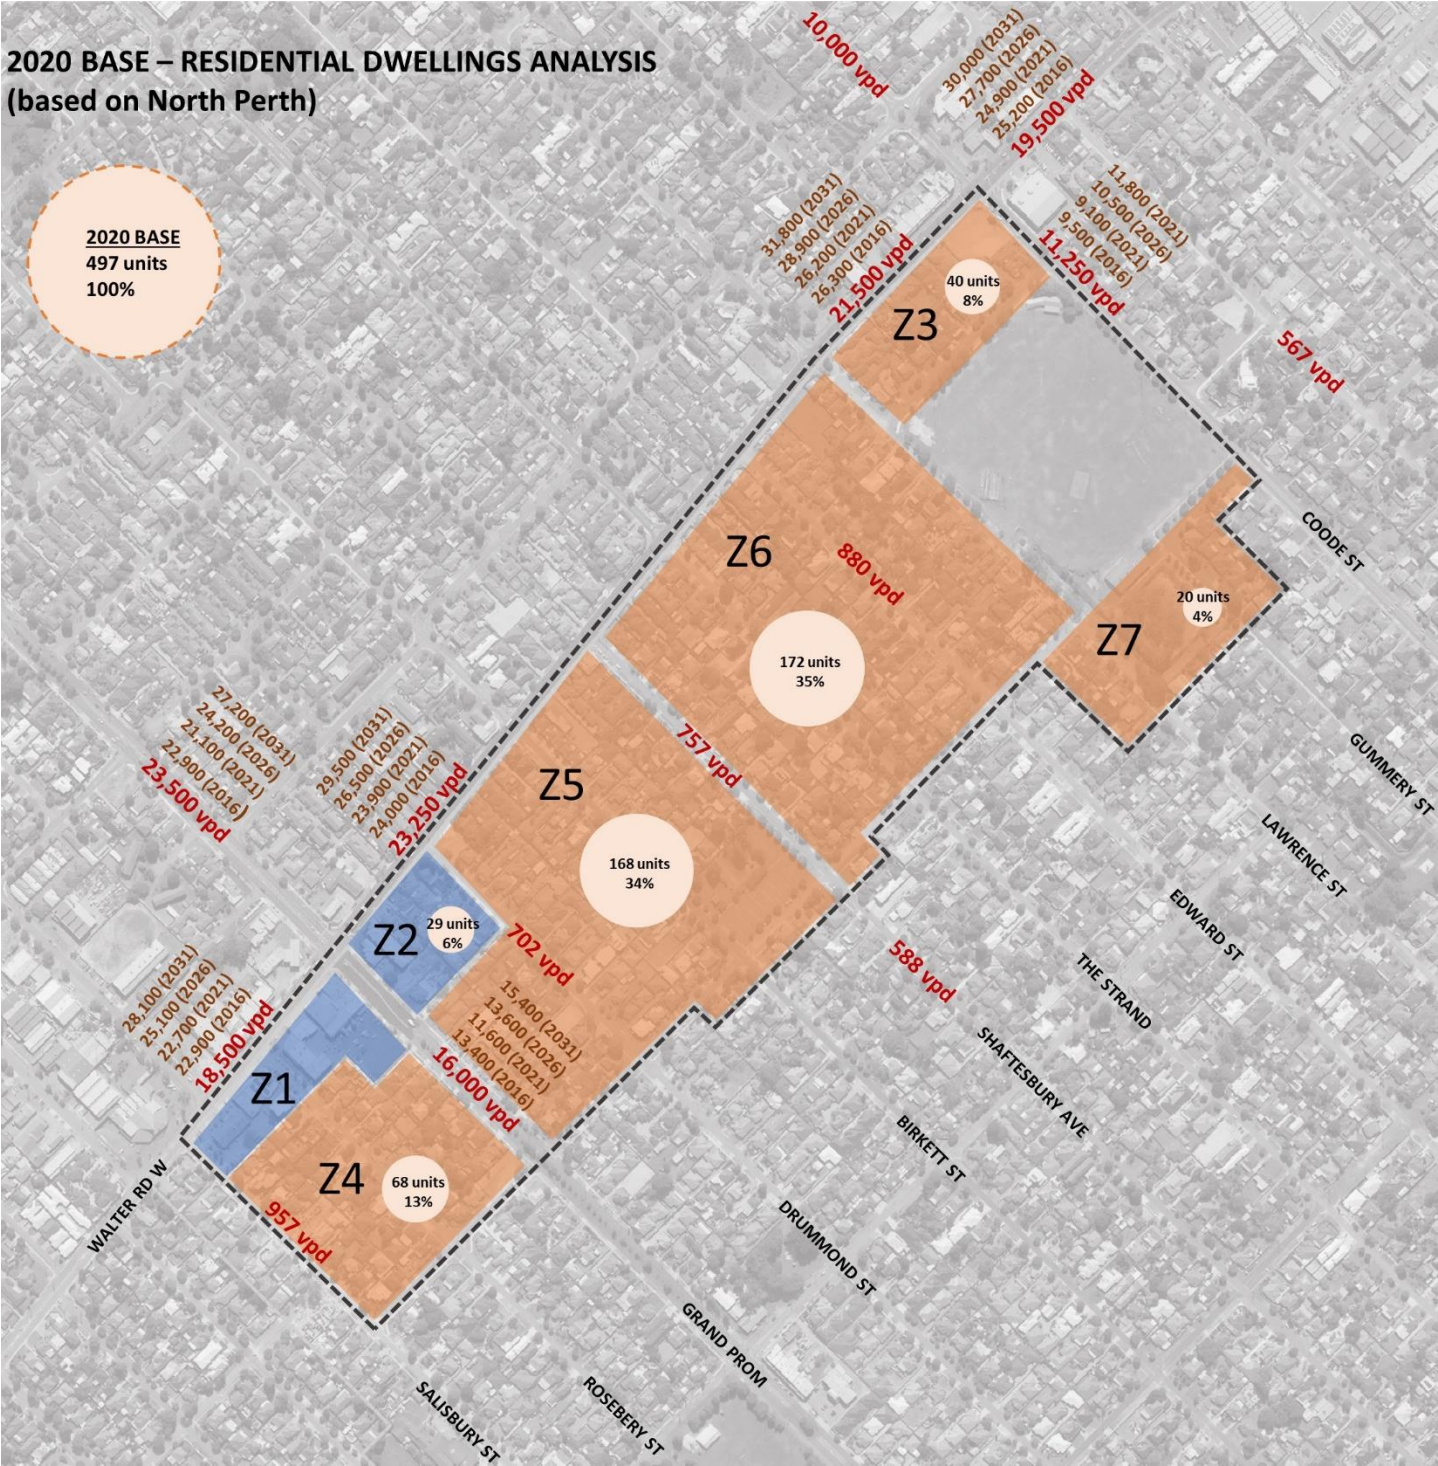 2020 BASE – RESIDENTIAL DWELLINGS ANALYSIS
(based on North Perth)
2020 BASE
497 units
100%
10,000 vpd
30,000 (2031)
27,700 (2026)
24,900 (2021)
25,200 (2016)
19,500 vpd
31,800 (2031)
28,900 (2026)
26,200 (2021)
26,300 (2016)
21,500 vpd
11,800 (2021)
10,500 (2026)
9,100 (2021)
9,500 (2016)
11,250 vpd
567 vpd
40 units
8%
Z3
Z6
880 vpd
172 units
35%
COODE ST
20 units
4%
Z7
27,200 (2031)
24,200 (2026)
21,100 (2021)
22,900 (2016)
23,500 vpd
29,500 (2031)
26,500 (2026)
23,900 (2021)
24,000 (2016)
23,250 vpd
757 vpd
Z5
168 units
34%
GUMMERY ST
LAWRENCE ST
EDWARD ST
THE STRAND
SHAFTESBURY AVE
BIRKETT ST
DRUMMOND ST
GRAND PROM
ROSEBERY ST
SALISBURY ST
WALTER RD W
Z2
29 units
6%
702 vpd
588 vpd
28,100 (2031)
25,100 (2026)
22,700 (2021)
22,900 (2016)
18,500 vpd
15,400 (2031)
13,600 (2026)
11,600 (2021)
13,400 (2016)
16,000 vpd
Z1
Z4
68 units
13%
957 vpd